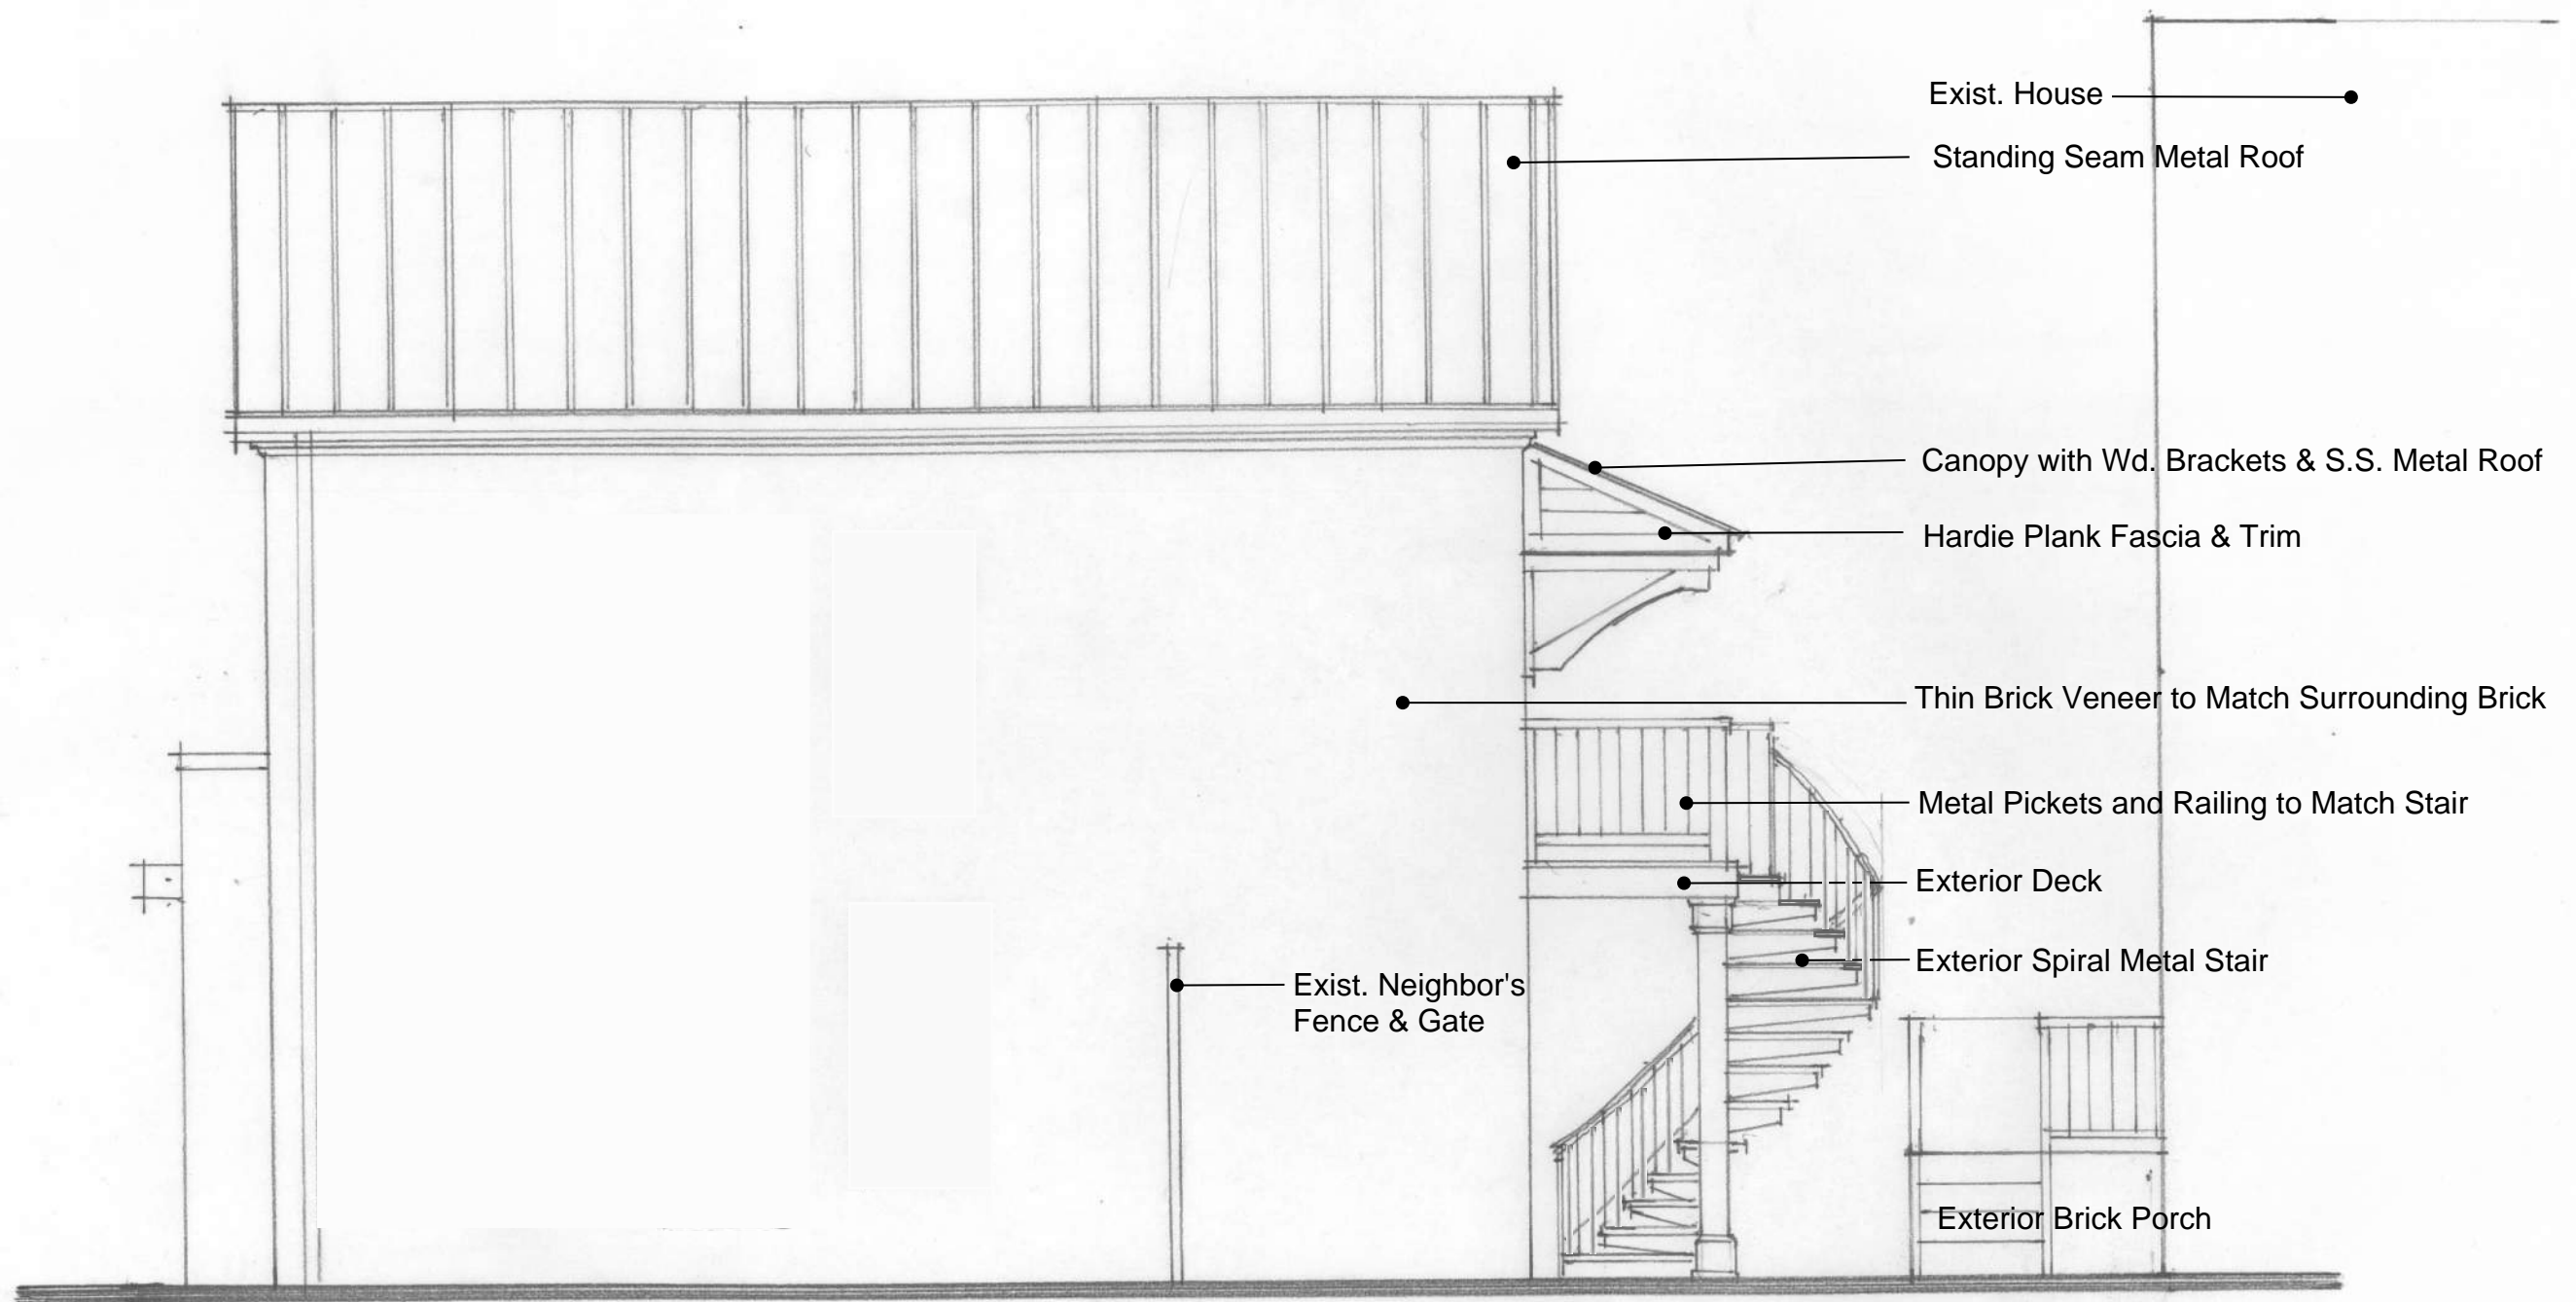 Exist. House
Standing Seam Metal Roof
Canopy with Wd. Brackets & S.S. Metal Roof
Hardie Plank Fascia & Trim
Thin Brick Veneer to Match Surrounding Brick
Metal Pickets and Railing to Match Stair
Exterior Deck
Exterior Spiral Metal Stair
Exist. Neighbor's
Fence & Gate
Exterior Brick Porch